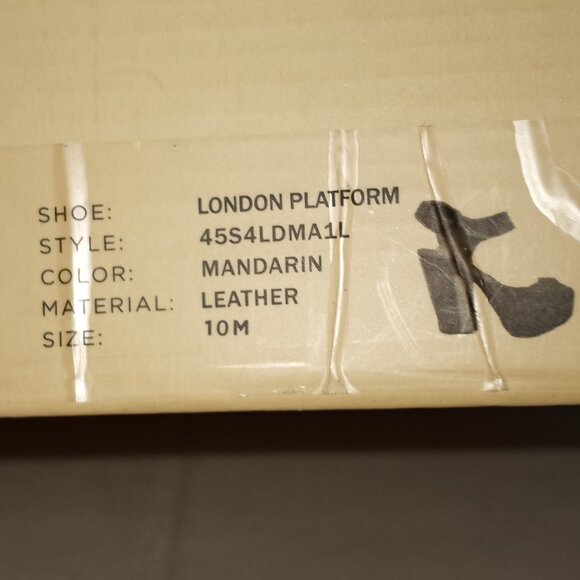 SHOE: LONDON PLATFORM
STYLE: 45S4LDMA1L
COLOR: MANDARIN
MATERIAL: LEATHER
SIZE: 10M